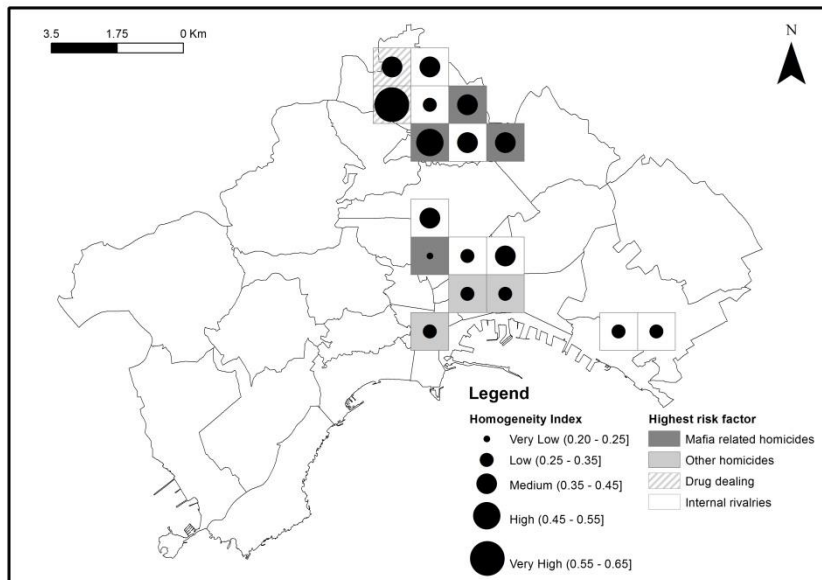 3.5 1.75 0 Km
N
Legend
Homogeneity Index
Very Low (0.20 - 0.25]
Low (0.25 - 0.35]
Medium (0.35 - 0.45]
High (0.45 - 0.55]
Very High (0.55 - 0.65]
Highest risk factor
Mafia related homicides
Other homicides
Drug dealing
Internal rivalries